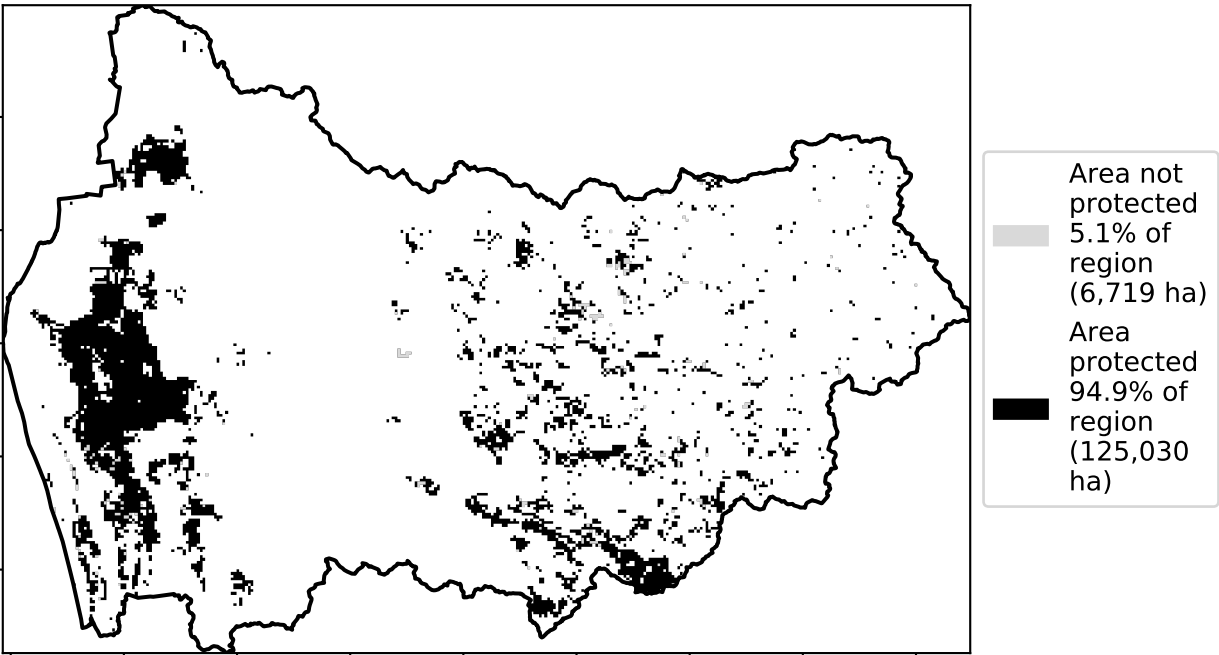 Area not
protected
5.1% of
region
(6,719 ha)
Area
protected
94.9% of
region
(125,030
ha)